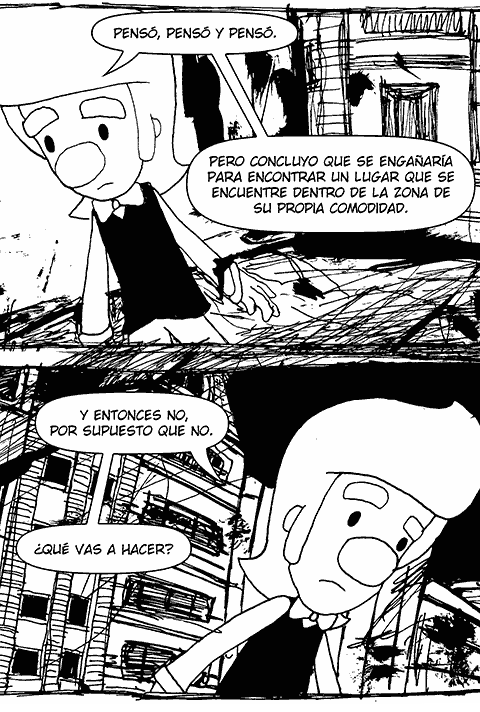 PENSÓ, PENSÓ Y PENSÓ.
PERO CONCLUYO QUE SE ENGAÑARÍA
PARA ENCONTRAR UN LUGAR QUE SE
ENCUENTRE DENTRO DE LA ZONA DE
SU PROPIA COMODIDAD.
Y ENTONCES NO,
POR SUPUESTO QUE NO.
¿QUÉ VAS A HACER?